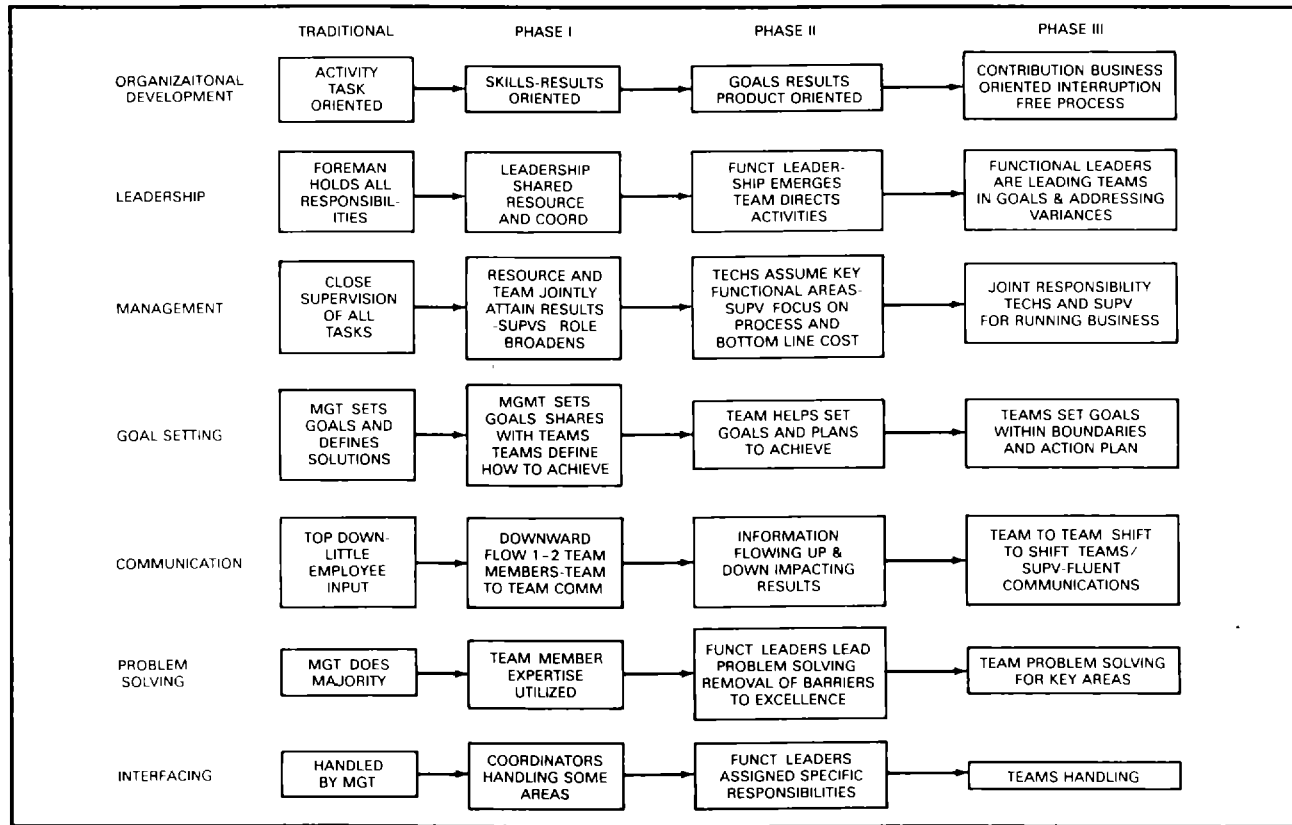 TRADITIONAL
PHASE I
PHASE II
PHASE III
ORGANIZAITONAL
DEVELOPMENT
ACTIVITY
TASK
ORIENTED
SKILLS-RESULTS
ORIENTED
GOALS RESULTS
PRODUCT ORIENTED
CONTRIBUTION BUSINESS
ORIENTED INTERRUPTION
FREE PROCESS
LEADERSHIP
FOREMAN
HOLDS ALL
RESPONSIBIL-
ITIES
LEADERSHIP
SHARED
RESOURCE
AND COORD
FUNCT LEADER-
SHIP EMERGES
TEAM DIRECTS
ACTIVITIES
FUNCTIONAL LEADERS
ARE LEADING TEAMS
IN GOALS & ADDRESSING
VARIANCES
MANAGEMENT
CLOSE
SUPERVISION
OF ALL
TASKS
RESOURCE AND
TEAM JOINTLY
ATTAIN RESULTS
-SUPVS ROLE
BROADENS
TECHS ASSUME KEY
FUNCTIONAL AREAS-
SUPV FOCUS ON
PROCESS AND
BOTTOM LINE COST
JOINT RESPONSIBILITY
TECHS AND SUPV
FOR RUNNING BUSINESS
GOAL SETTING
MGT SETS
GOALS AND
DEFINES
SOLUTIONS
MGMT SETS
GOALS SHARES
WITH TEAMS
TEAMS DEFINE
HOW TO ACHIEVE
TEAM HELPS SET
GOALS AND PLANS
TO ACHIEVE
TEAMS SET GOALS
WITHIN BOUNDARIES
AND ACTION PLAN
COMMUNICATION
TOP DOWN-
LITTLE
EMPLOYEE
INPUT
DOWNWARD
FLOW 1-2 TEAM
MEMBERS-TEAM
TO TEAM COMM
INFORMATION
FLOWING UP &
DOWN IMPACTING
RESULTS
TEAM TO TEAM SHIFT
TO SHIFT TEAMS/
SUPV-FLUENT
COMMUNICATIONS
PROBLEM
SOLVING
MGT DOES
MAJORITY
TEAM MEMBER
EXPERTISE
UTILIZED
FUNCT LEADERS LEAD
PROBLEM SOLVING
REMOVAL OF BARRIERS
TO EXCELLENCE
TEAM PROBLEM SOLVING
FOR KEY AREAS
INTERFACING
HANDLED
BY MGT
COORDINATORS
HANDLING SOME
AREAS
FUNCT LEADERS
ASSIGNED SPECIFIC
RESPONSIBILITIES
TEAMS HANDLING